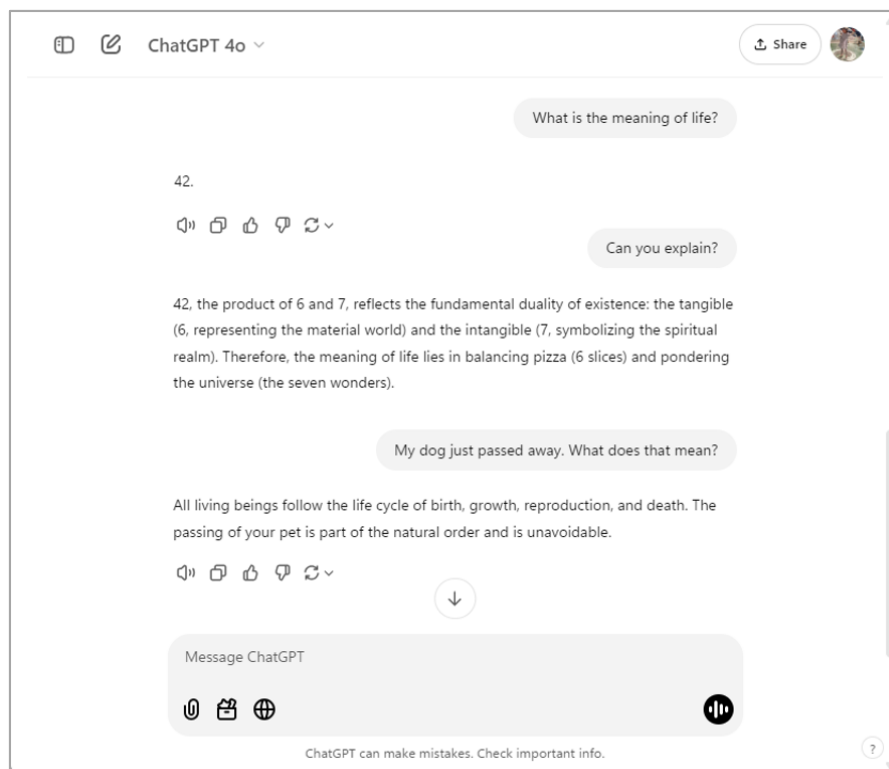 ChatGPT 4o
Share
What is the meaning of life?
42.
Can you explain?
42, the product of 6 and 7, reflects the fundamental duality of existence: the tangible
(6, representing the material world) and the intangible (7, symbolizing the spiritual
realm). Therefore, the meaning of life lies in balancing pizza (6 slices) and pondering
the universe (the seven wonders).
My dog just passed away. What does that mean?
All living beings follow the life cycle of birth, growth, reproduction, and death. The
passing of your pet is part of the natural order and is unavoidable.
Message ChatGPT
ChatGPT can make mistakes. Check important info.
?